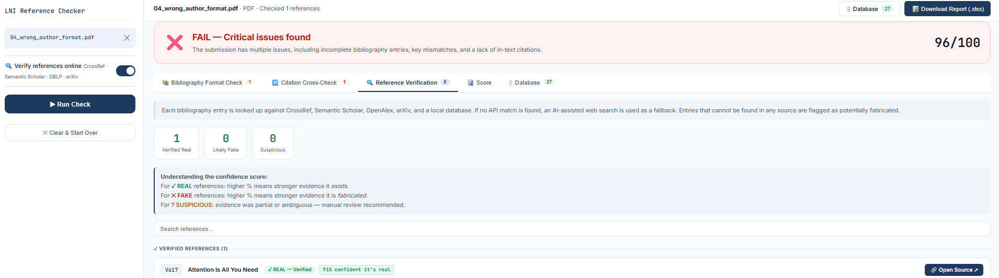 LNI Reference Checker
04_wrong_author_format.pdf
Verify references online CrossRef ·
Semantic Scholar · DBLP · arXiv
▶ Run Check
✕ Clear & Start Over
04_wrong_author_format.pdf · PDF · Checked 1 references
Database 27
Download Report (.xlsx)
FAIL — Critical issues found
The submission has multiple issues, including incomplete bibliography entries, key mismatches, and a lack of in-text citations.
96/100
Bibliography Format Check 1
Citation Cross-Check 1
Reference Verification 0
Score
Database 27
Each bibliography entry is looked up against CrossRef, Semantic Scholar, OpenAlex, arXiv, and a local database. If no API match is found, an AI-assisted web search is used as a fallback. Entries that cannot be found in any source are flagged as potentially fabricated.
1
Verified Real
0
Likely Fake
0
Suspicious
Understanding the confidence score:
For ✓ REAL references: higher % means stronger evidence it exists.
For ✕ FAKE references: higher % means stronger evidence it is fabricated.
For ? SUSPICIOUS: evidence was partial or ambiguous — manual review recommended.
Search references...
✓ VERIFIED REFERENCES (1)
Va17 Attention Is All You Need ✓ REAL — Verified 91% confident it's real
Open Source ↗